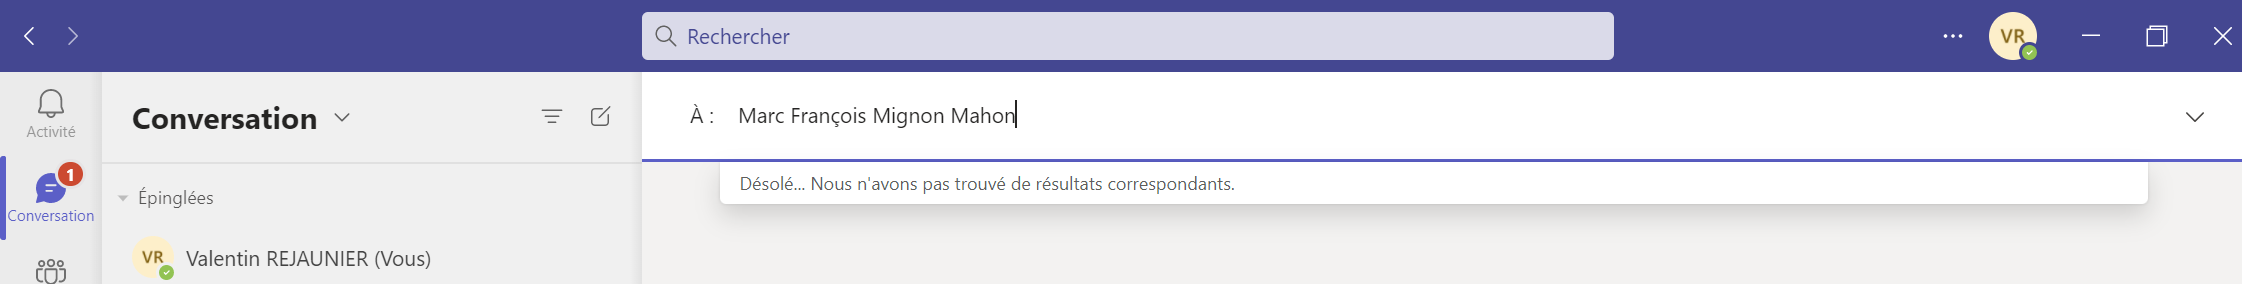 Rechercher
VR
Activité
Conversation
À : Marc François Mignon Mahon
1
Conversation
Désolé... Nous n'avons pas trouvé de résultats correspondants.
Épinglées
VR Valentin REJAUNIER (Vous)